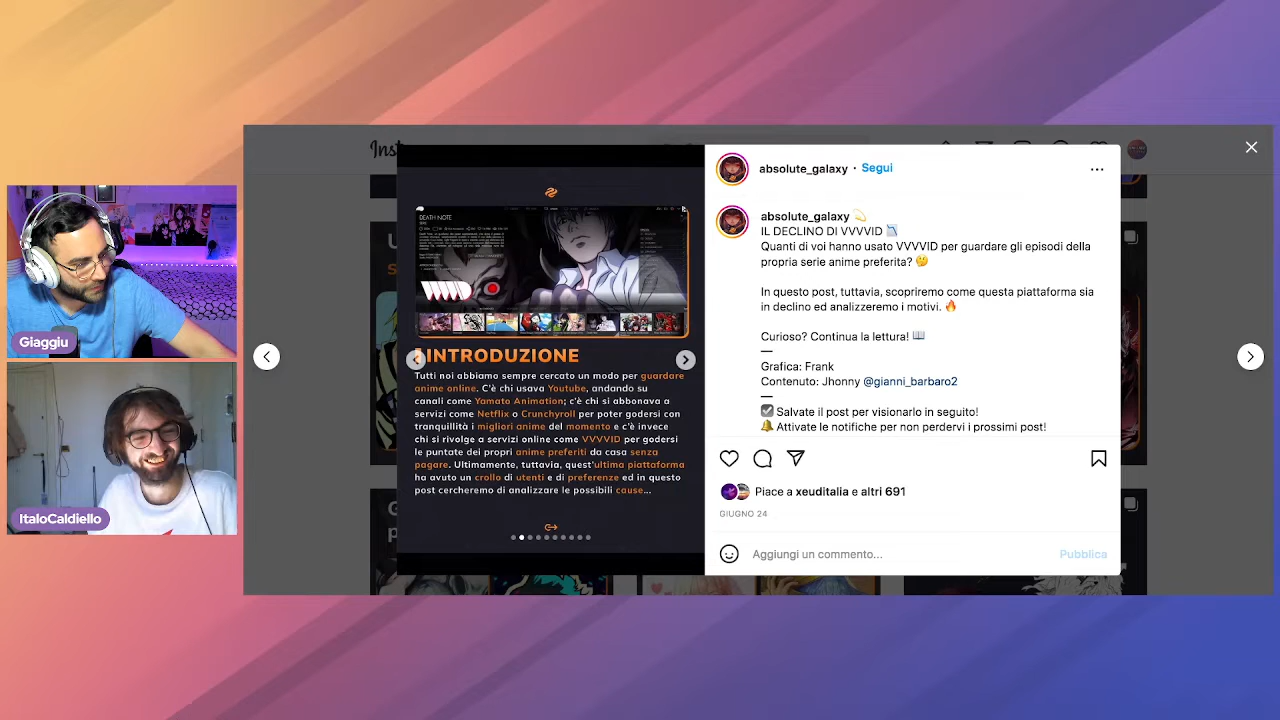 Giaggiu
ItaloCaldiello
Inst
DEATH NOTE
VVVVID
INTRODUZIONE
Tutti noi abbiamo sempre cercato un modo per guardare
anime online. C'è chi usava Youtube, andando su
canali come Yamato Animation; c'è chi si abbonava a
servizi come Netflix o Crunchyroll per poter godersi con
tranquillità i migliori anime del momento e c'è invece
chi si rivolge a servizi online come VVVVID per godersi
le puntate dei propri anime preferiti da casa senza
pagare. Ultimamente, tuttavia, quest'ultima piattaforma
ha avuto un crollo di utenti e di preferenze ed in questo
post cercheremo di analizzare le possibili cause...
absolute_galaxy · Segui
absolute_galaxy 💫
IL DECLINO DI VVVVID 📉
Quanti di voi hanno usato VVVVID per guardare gli episodi della
propria serie anime preferita? 🤔
In questo post, tuttavia, scopriremo come questa piattaforma sia
in declino ed analizzeremo i motivi. 🔥
Curioso? Continua la lettura! 📖
—
Grafica: Frank
Contenuto: Jhonny @gianni_barbaro2
—
☑️ Salvate il post per visionarlo in seguito!
🔔 Attivate le notifiche per non perdervi i prossimi post!
Piace a xeuditalia e altri 691
GIUGNO 24
Aggiungi un commento...
Pubblica